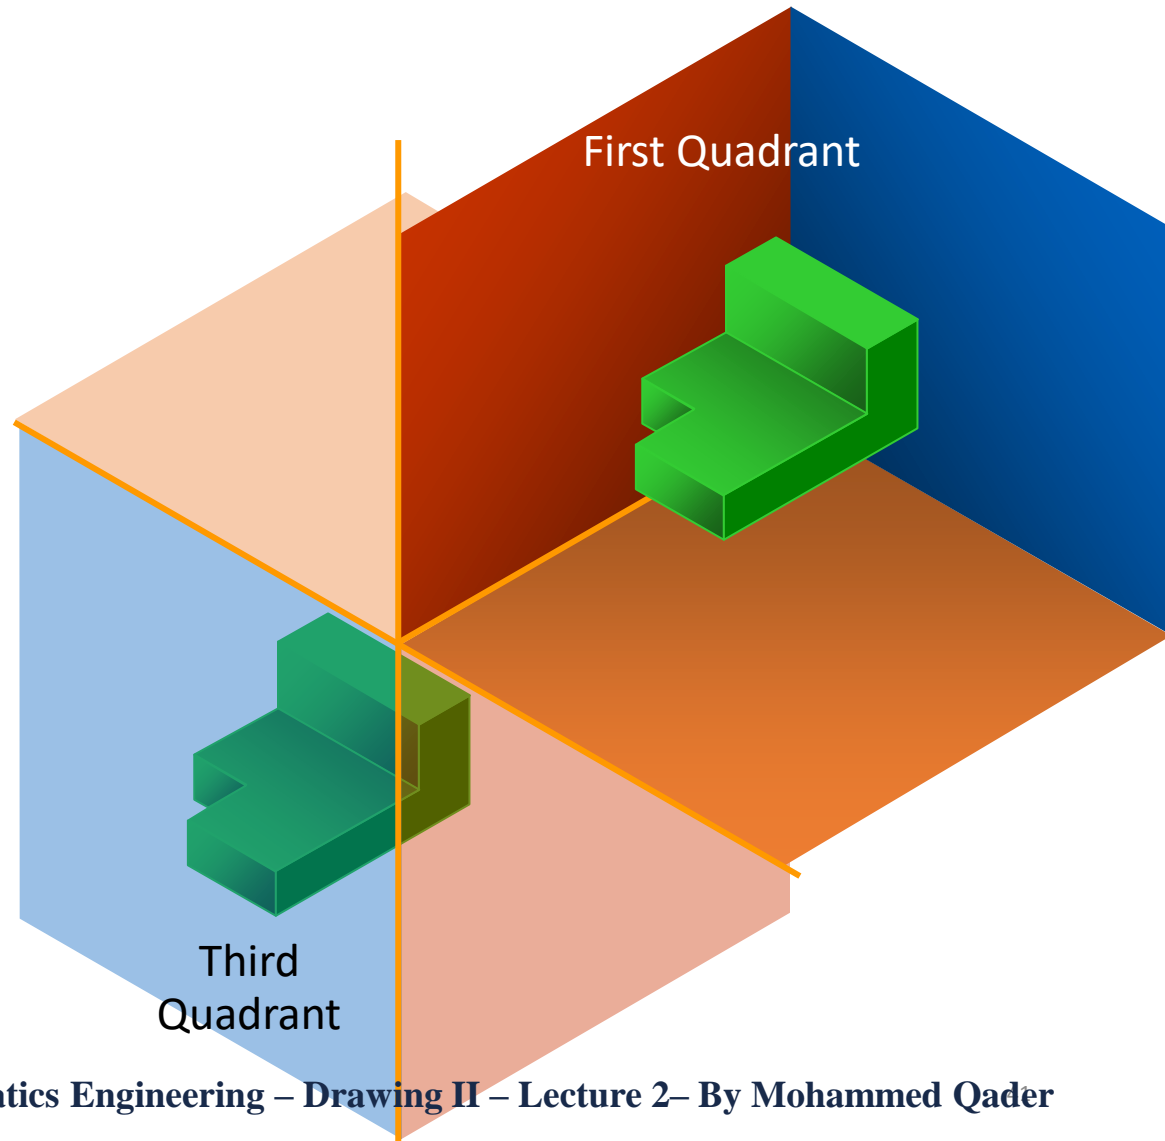 First Quadrant
Third
Quadrant
atics Engineering – Drawing II – Lecture 2– By Mohammed Qader